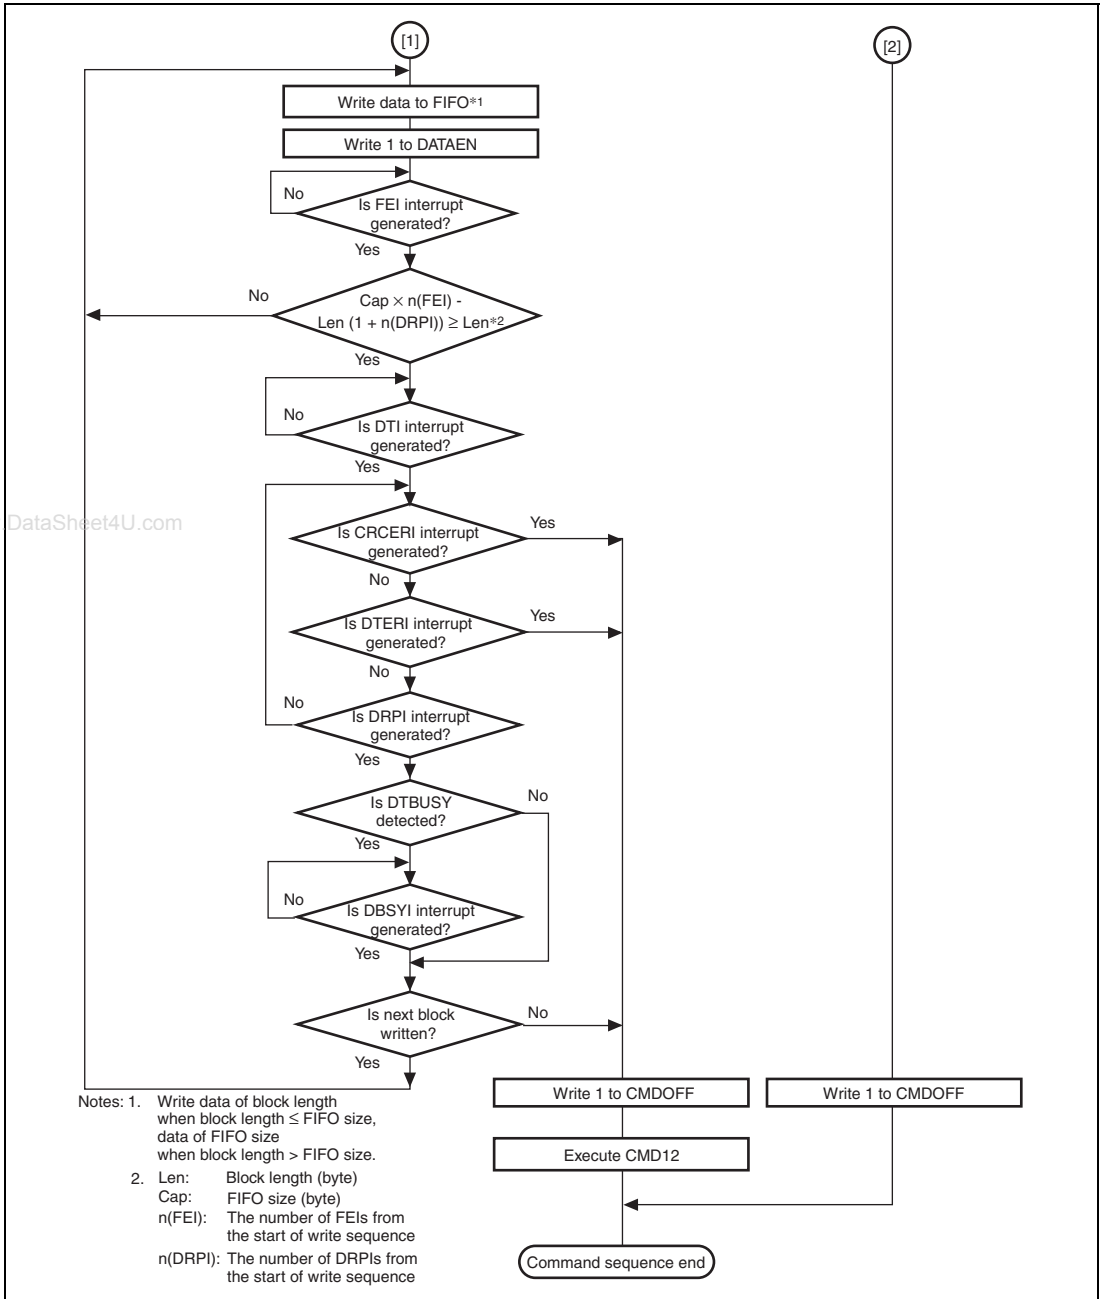 [1]
[2]
Write data to FIFO*1
Write 1 to DATAEN
No
Is FEI interrupt
generated?
Yes
No
Cap × n(FEI) -
Len (1 + n(DRPI)) ≥ Len*2
Yes
No
Is DTI interrupt
generated?
Yes
DataSheet4U.com
Is CRCERI interrupt
generated?
Yes
No
Is DTERI interrupt
generated?
Yes
No
No
Is DRPI interrupt
generated?
Yes
Is DTBUSY
detected?
No
Yes
No
Is DBSYI interrupt
generated?
Yes
Is next block
written?
No
Yes
Write 1 to CMDOFF
Write 1 to CMDOFF
Execute CMD12
Command sequence end
Notes: 1. Write data of block length
when block length ≤ FIFO size,
data of FIFO size
when block length > FIFO size.
2. Len: Block length (byte)
Cap: FIFO size (byte)
n(FEI): The number of FEIs from
the start of write sequence
n(DRPI): The number of DRPIs from
the start of write sequence